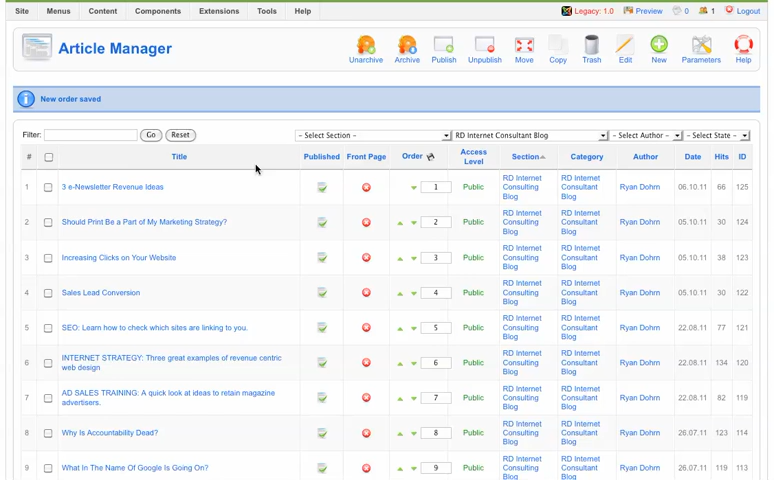 Site Menus Content Components Extensions Tools Help Legacy: 1.0 Preview 0 1 Logout
Article Manager
Unarchive Archive Publish Unpublish Move Copy Trash Edit New Parameters Help
New order saved
Filter: Go Reset - Select Section - RD Internet Consultant Blog - Select Author - - Select State -
# Title Published Front Page Order Access Level Section Category Author Date Hits ID
1 3 e-Newsletter Revenue Ideas 1 Public RD Internet Consulting Blog RD Internet Consultant Blog Ryan Dohrn 06.10.11 66 125
2 Should Print Be a Part of My Marketing Strategy? 2 Public RD Internet Consulting Blog RD Internet Consultant Blog Ryan Dohrn 05.10.11 30 124
3 Increasing Clicks on Your Website 3 Public RD Internet Consulting Blog RD Internet Consultant Blog Ryan Dohrn 05.10.11 38 123
4 Sales Lead Conversion 4 Public RD Internet Consulting Blog RD Internet Consultant Blog Ryan Dohrn 05.10.11 30 122
5 SEO: Learn how to check which sites are linking to you. 5 Public RD Internet Consulting Blog RD Internet Consultant Blog Ryan Dohrn 22.08.11 77 121
6 INTERNET STRATEGY: Three great examples of revenue centric web design 6 Public RD Internet Consulting Blog RD Internet Consultant Blog Ryan Dohrn 22.08.11 134 120
7 AD SALES TRAINING: A quick look at ideas to retain magazine advertisers. 7 Public RD Internet Consulting Blog RD Internet Consultant Blog Ryan Dohrn 22.08.11 82 119
8 Why Is Accountability Dead? 8 Public RD Internet Consulting Blog RD Internet Consultant Blog Ryan Dohrn 26.07.11 123 114
9 What In The Name Of Google Is Going On? 9 Public RD Internet Consulting Blog RD Internet Consultant Blog Ryan Dohrn 26.07.11 119 113